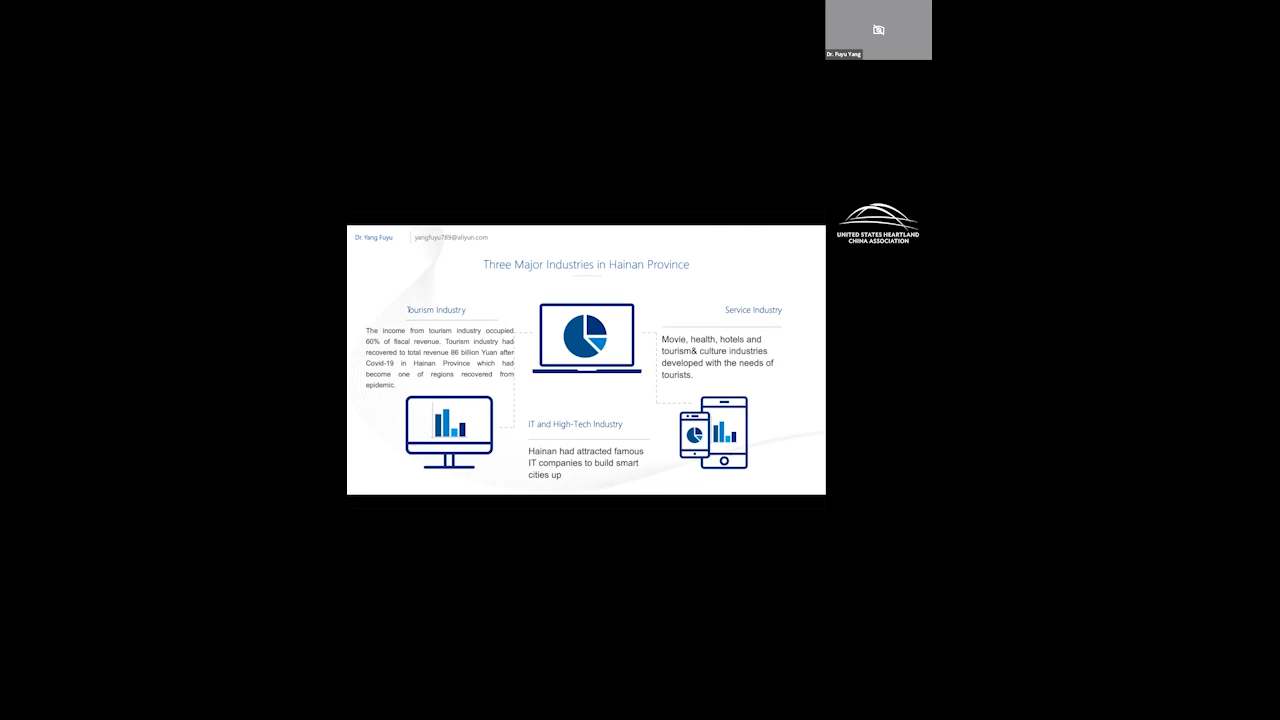 Dr. Fuyu Yang
UNITED STATES HEARTLAND
CHINA ASSOCIATION
Dr. Yang Fuyu
yangfuyu789@aliyun.com
Three Major Industries in Hainan Province
Tourism Industry
The income from tourism industry occupied
60% of fiscal revenue. Tourism industry had
recovered to total revenue 86 billion Yuan after
Covid-19 in Hainan Province which had
become one of regions recovered from
epidemic.
IT and High-Tech Industry
Hainan had attracted famous
IT companies to build smart
cities up
Service Industry
Movie, health, hotels and
tourism& culture industries
developed with the needs of
tourists.